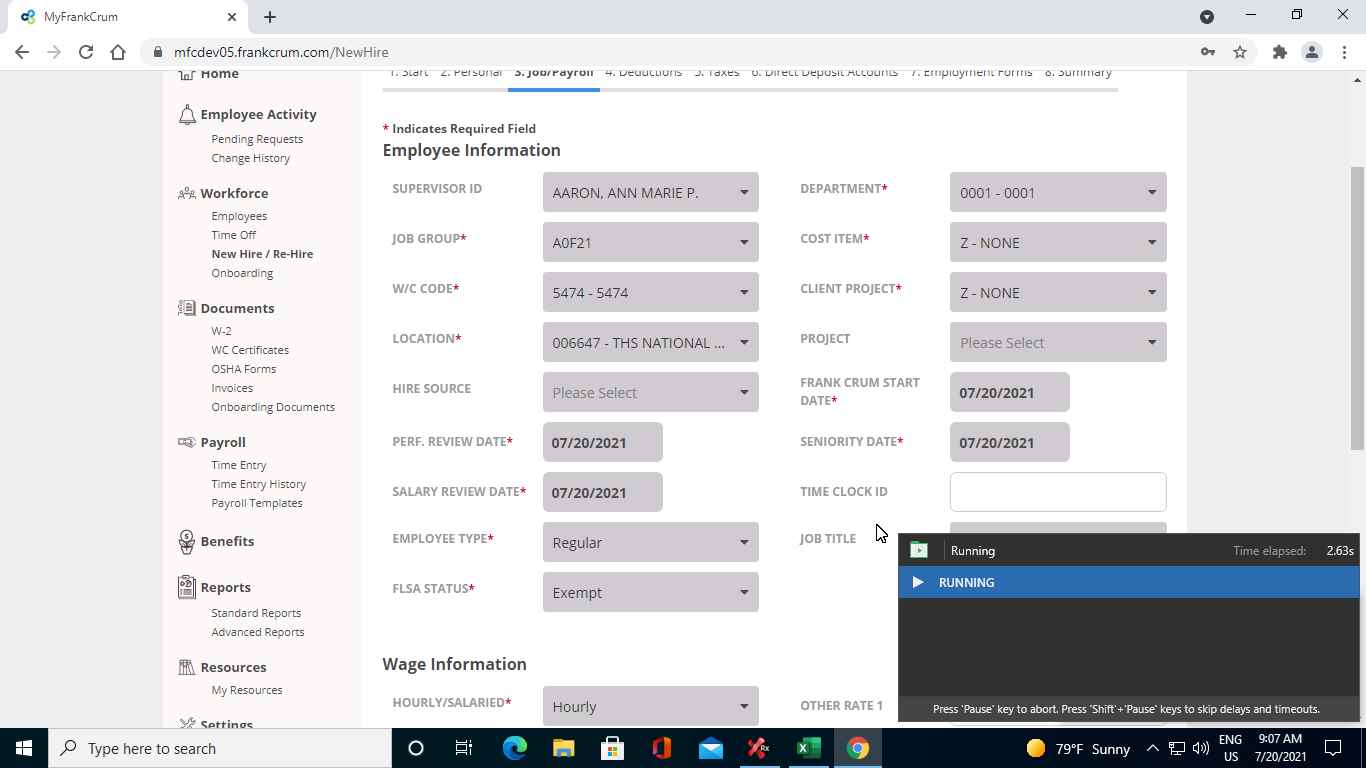 MyFrankCrum
mfcdev05.frankcrum.com/NewHire
Home
1. Start 2. Personal 3. Job/Payroll 4. Deductions 5. Taxes 6. Direct Deposit Accounts 7. Employment Forms 8. Summary
Employee Activity
Pending Requests
Change History
Workforce
Employees
Time Off
New Hire / Re-Hire
Onboarding
Documents
W-2
WC Certificates
OSHA Forms
Invoices
Onboarding Documents
Payroll
Time Entry
Time Entry History
Payroll Templates
Benefits
Reports
Standard Reports
Advanced Reports
Resources
My Resources
Settings
* Indicates Required Field
Employee Information
SUPERVISOR ID AARON, ANN MARIE P. DEPARTMENT* 0001 - 0001
JOB GROUP* A0F21 COST ITEM* Z - NONE
W/C CODE* 5474 - 5474 CLIENT PROJECT* Z - NONE
LOCATION* 006647 - THS NATIONAL ... PROJECT Please Select
HIRE SOURCE Please Select FRANK CRUM START
DATE* 07/20/2021
PERF. REVIEW DATE* 07/20/2021 SENIORITY DATE* 07/20/2021
SALARY REVIEW DATE* 07/20/2021 TIME CLOCK ID
EMPLOYEE TYPE* Regular JOB TITLE
FLSA STATUS* Exempt
Wage Information
HOURLY/SALARIED* Hourly OTHER RATE 1
Running Time elapsed: 2.63s
RUNNING
Press 'Pause' key to abort. Press 'Shift'+'Pause' keys to skip delays and timeouts.
Type here to search
79°F Sunny
ENG
US
9:07 AM
7/20/2021